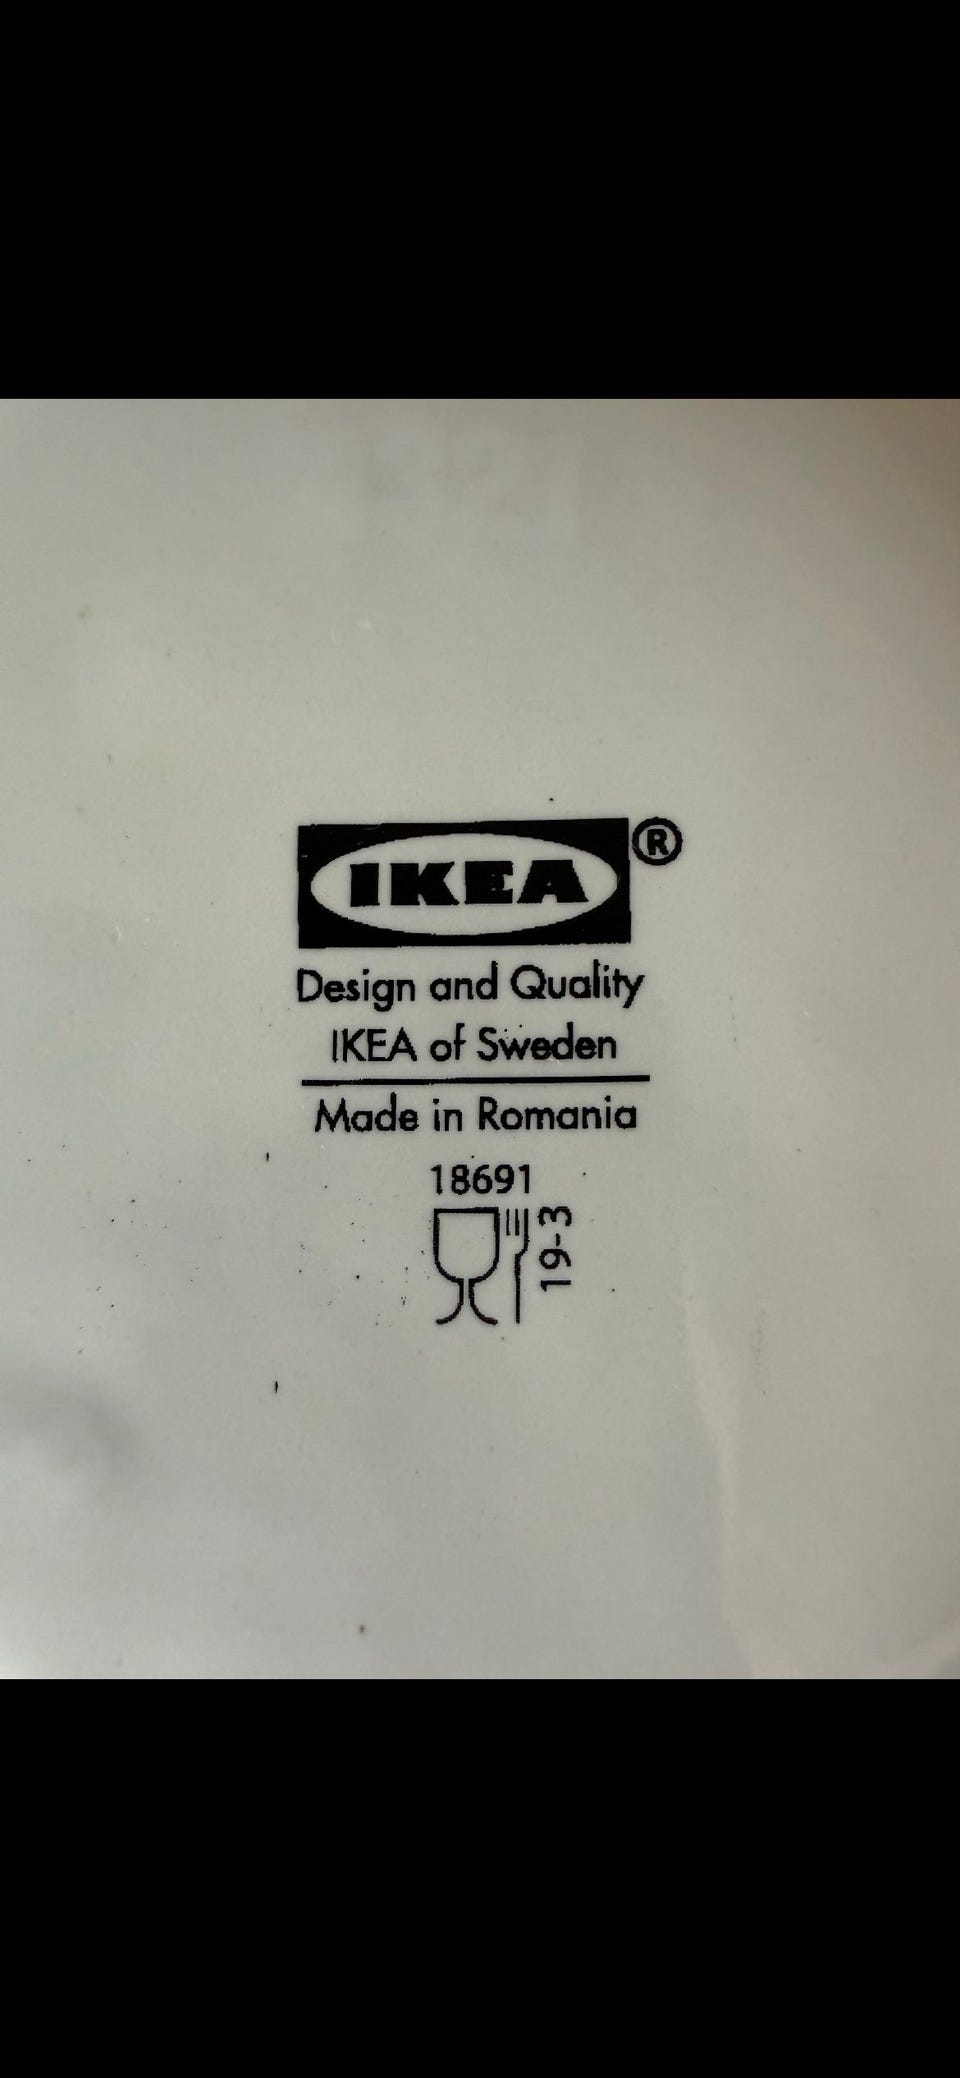 IKEA®
Design and Quality
IKEA of Sweden
Made in Romania
18691
19-3